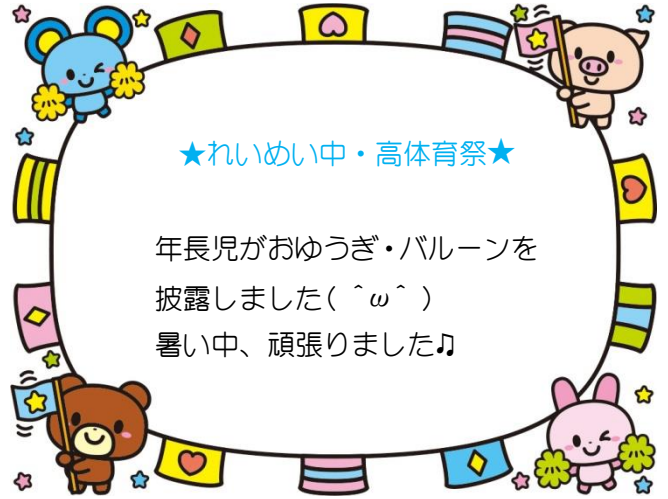 ★れいめい中・高体育祭★
年長児がおゆうぎ・バルーンを
披露しました( ＾ω＾ )
暑い中、頑張りました♫